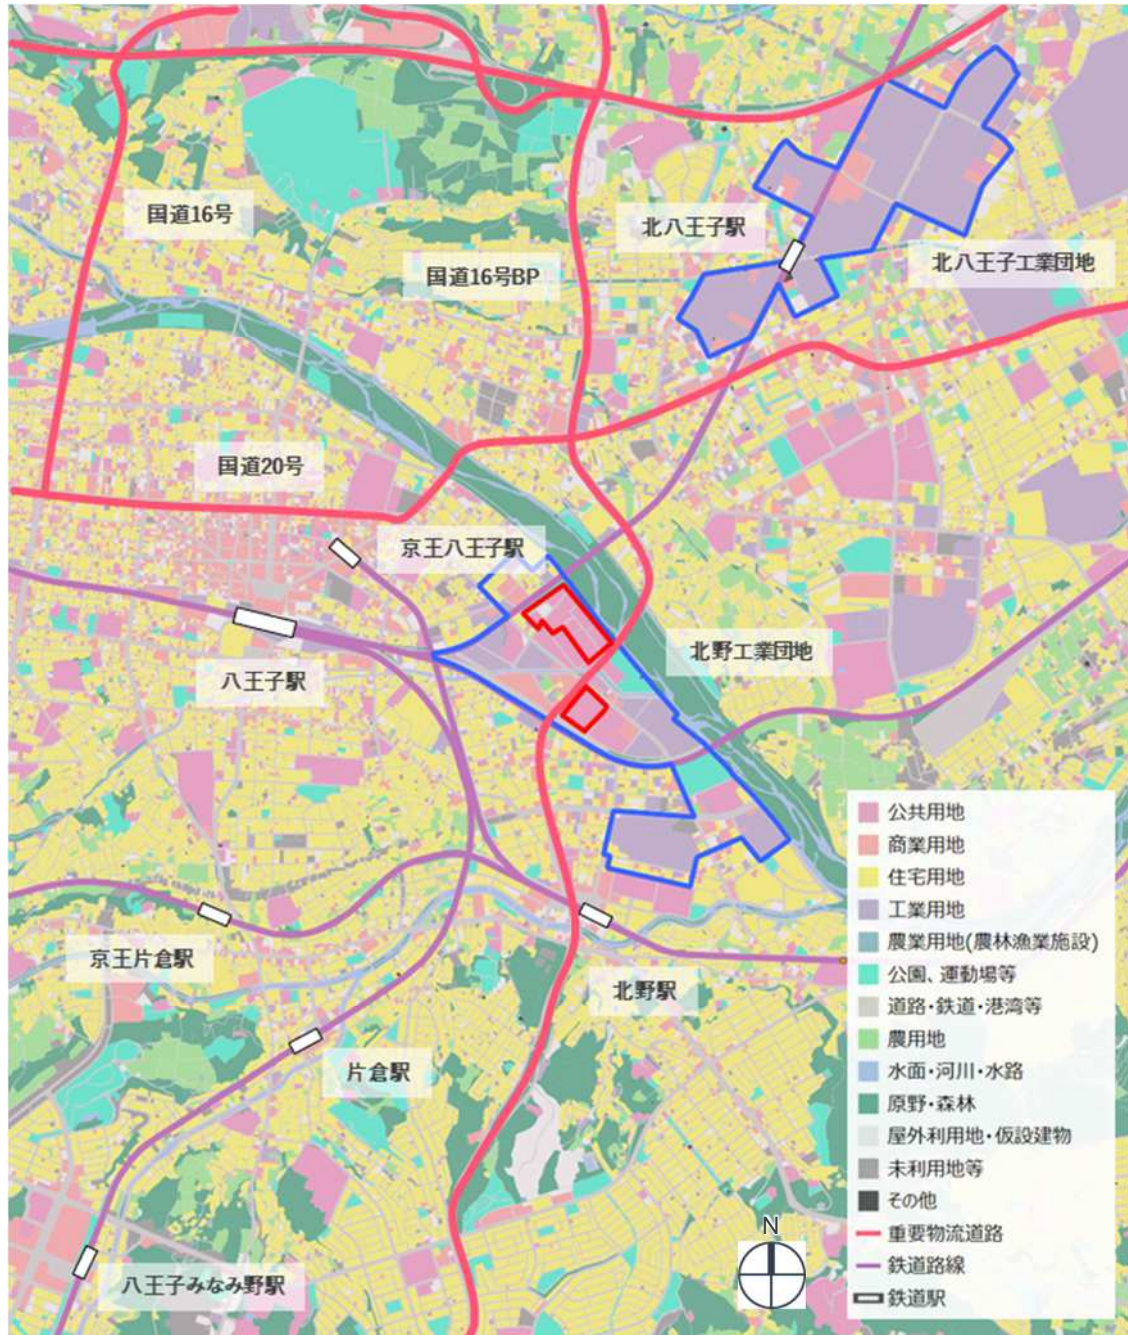 国道16号
北八王子駅
北八王子工業団地
国道16号BP
国道20号
京王八王子駅
北野工業団地
八王子駅
京王片倉駅
北野駅
片倉駅
八王子みなみ野駅
N
公共用地
商業用地
住宅用地
工業用地
農業用地(農林漁業施設)
公園、運動場等
道路・鉄道・港湾等
農用地
水面・河川・水路
原野・森林
屋外利用地・仮設建物
未利用地等
その他
重要物流道路
鉄道路線
鉄道駅